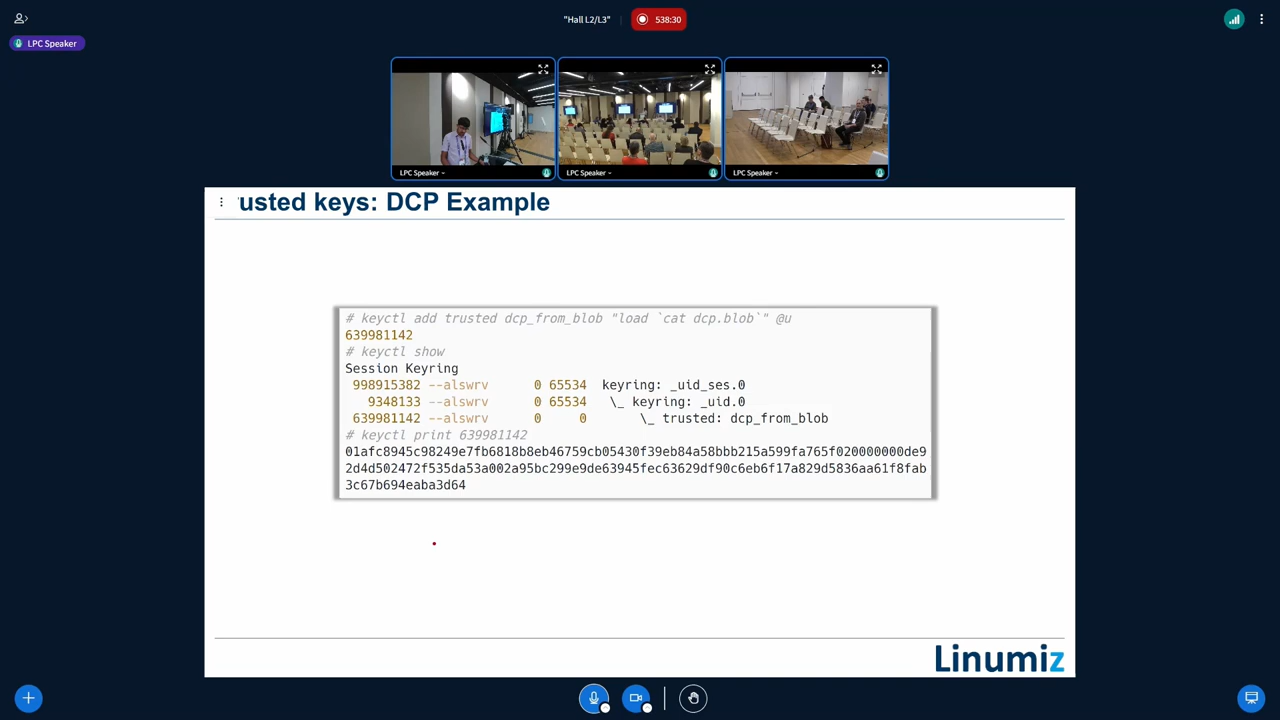 "Hall L2/L3"
538:30
LPC Speaker
LPC Speaker
LPC Speaker
LPC Speaker
usted keys: DCP Example
# keyctl add trusted dcp_from_blob "load `cat dcp.blob`" @u
639981142
# keyctl show
Session Keyring
998915382 --alswrv 0 65534 keyring: _uid_ses.0
9348133 --alswrv 0 65534 \_ keyring: _uid.0
639981142 --alswrv 0 0 \_ trusted: dcp_from_blob
# keyctl print 639981142
01afc8945c98249e7fb6818b8eb46759cb05430f39eb84a58bbb215a599fa765f020000000de9
2d4d502472f535da53a002a95bc299e9de63945fec63629df90c6eb6f17a829d5836aa61f8fab
3c67b694eaba3d64
Linumiz